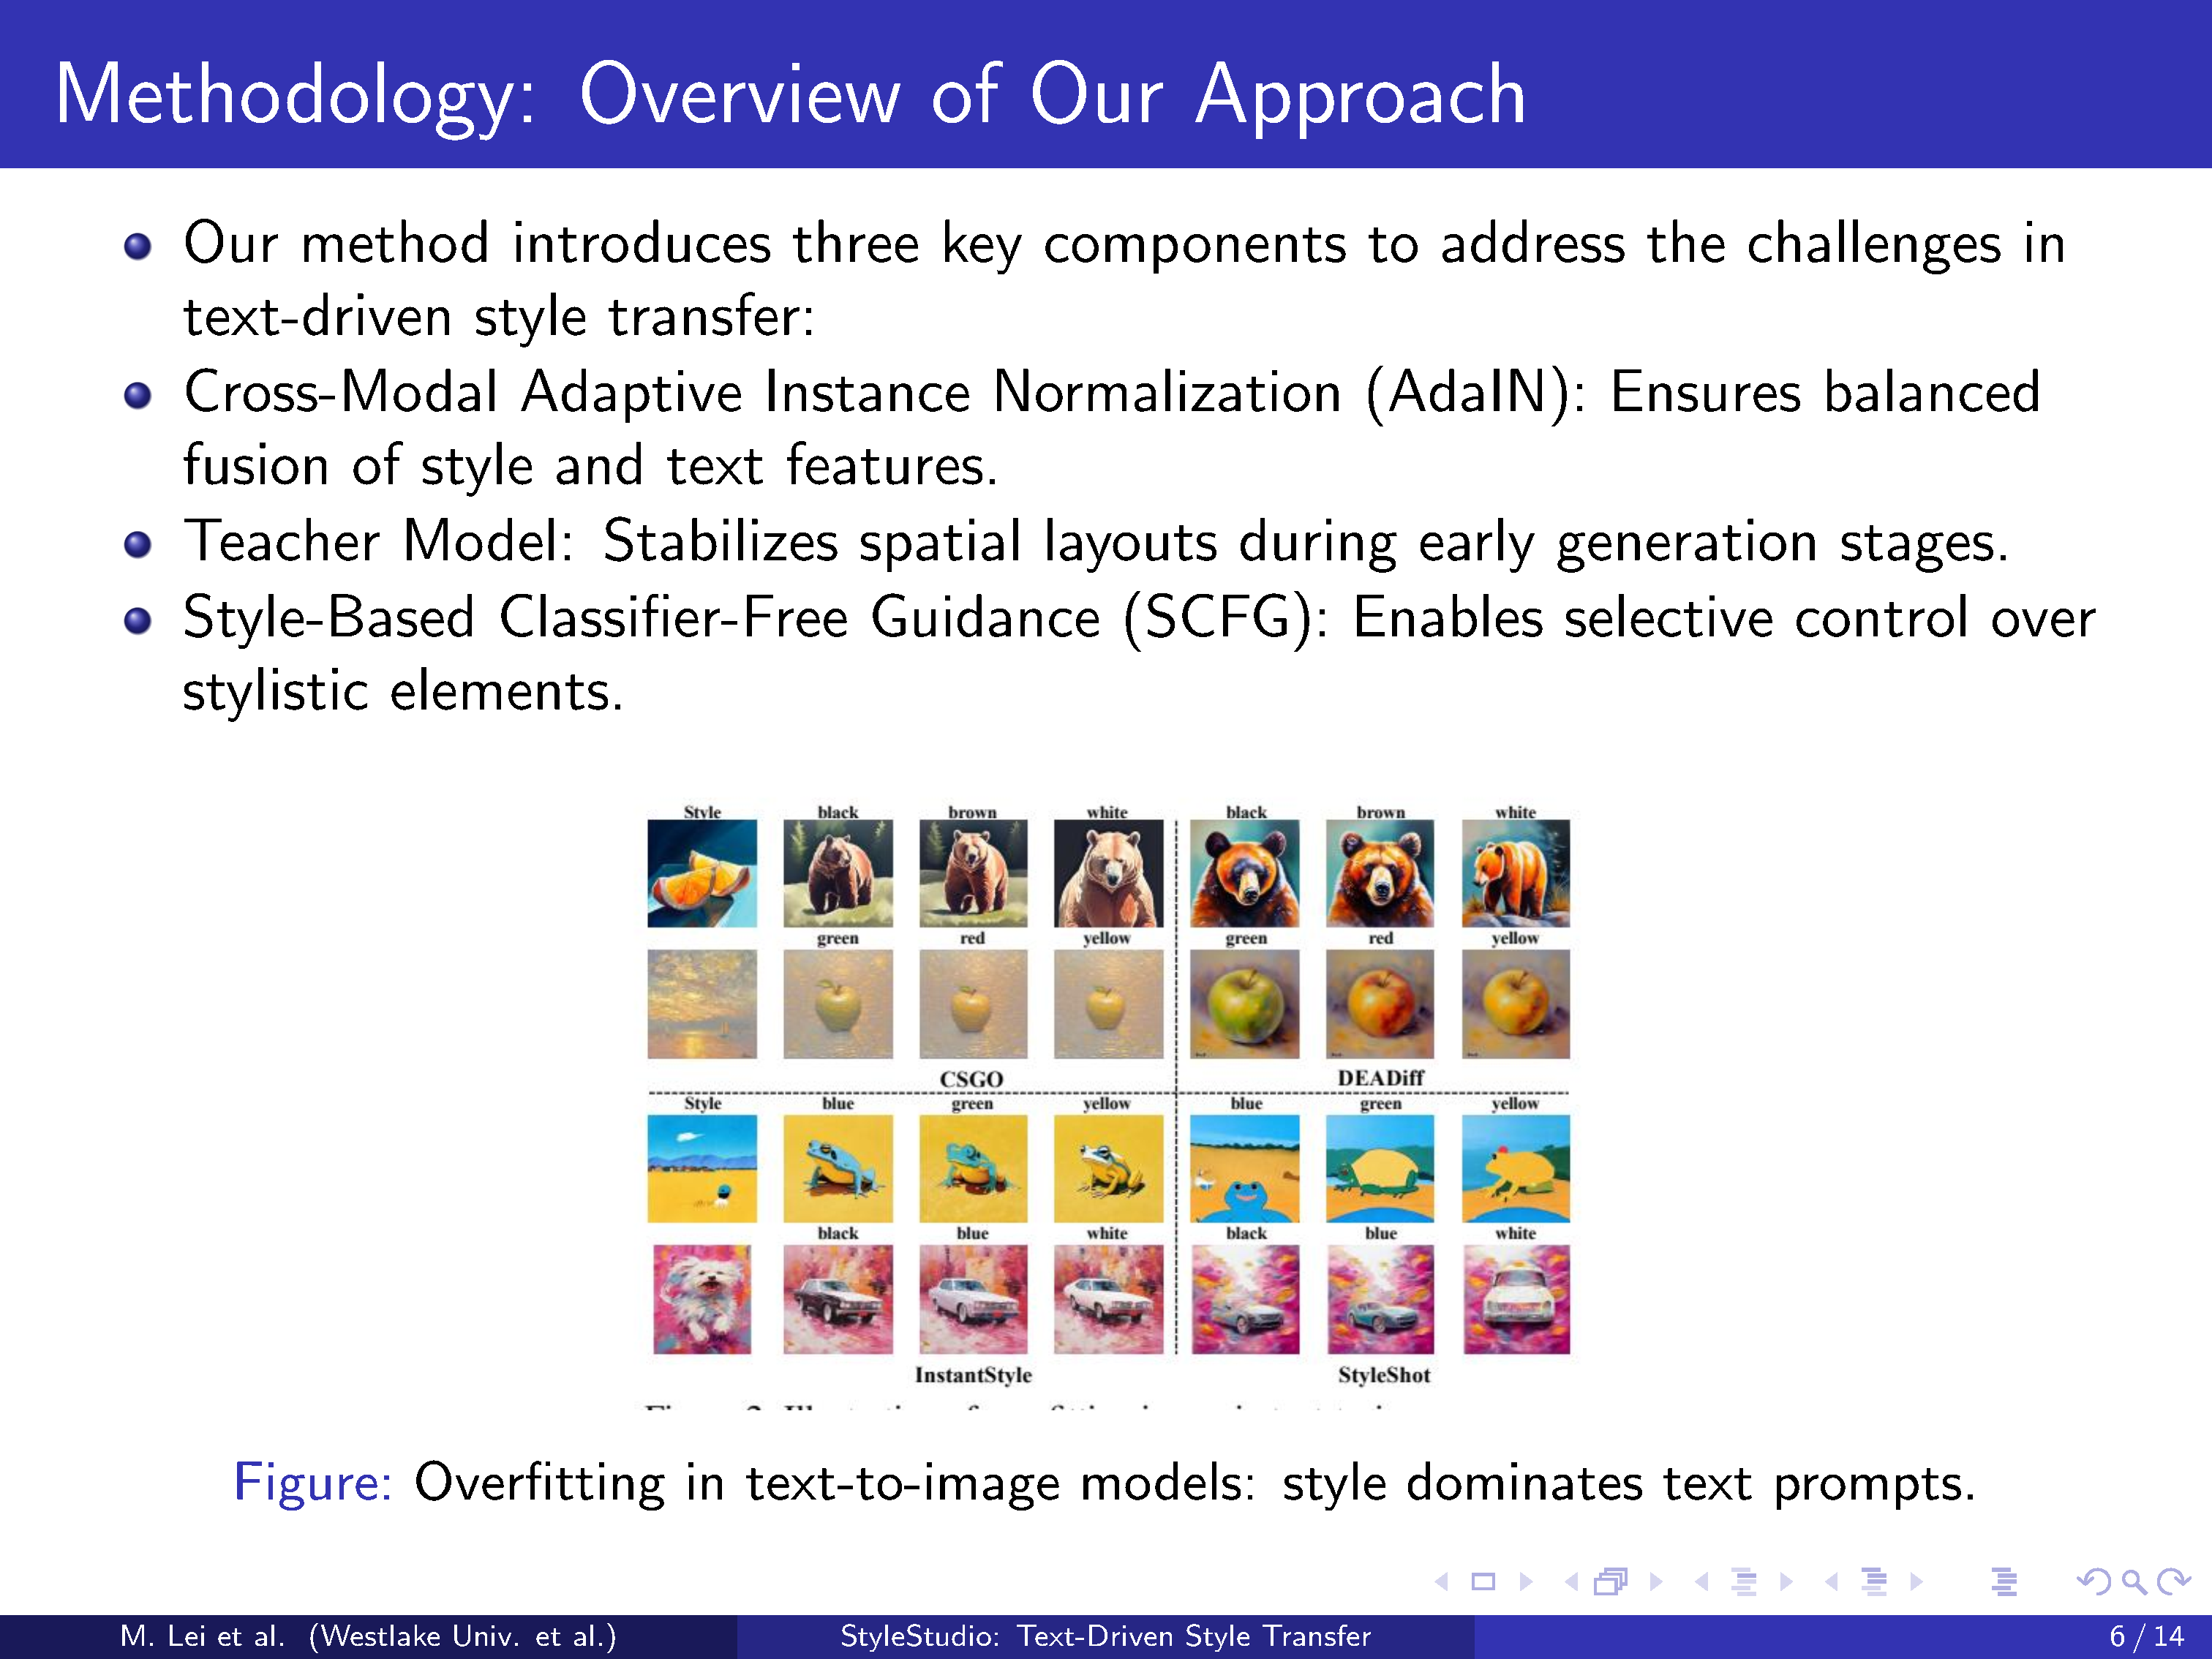 Methodology: Overview of Our Approach
Our method introduces three key components to address the challenges in
text-driven style transfer:
Cross-Modal Adaptive Instance Normalization (AdaIN): Ensures balanced
fusion of style and text features.
Teacher Model: Stabilizes spatial layouts during early generation stages.
Style-Based Classifier-Free Guidance (SCFG): Enables selective control over
stylistic elements.
Style black brown white black brown white
green red yellow green red yellow
CSGO DEADiff
Style blue green yellow blue green yellow
black blue white black blue white
InstantStyle StyleShot
Figure: Overfitting in text-to-image models: style dominates text prompts.
M. Lei et al. (Westlake Univ. et al.) StyleStudio: Text-Driven Style Transfer 6 / 14